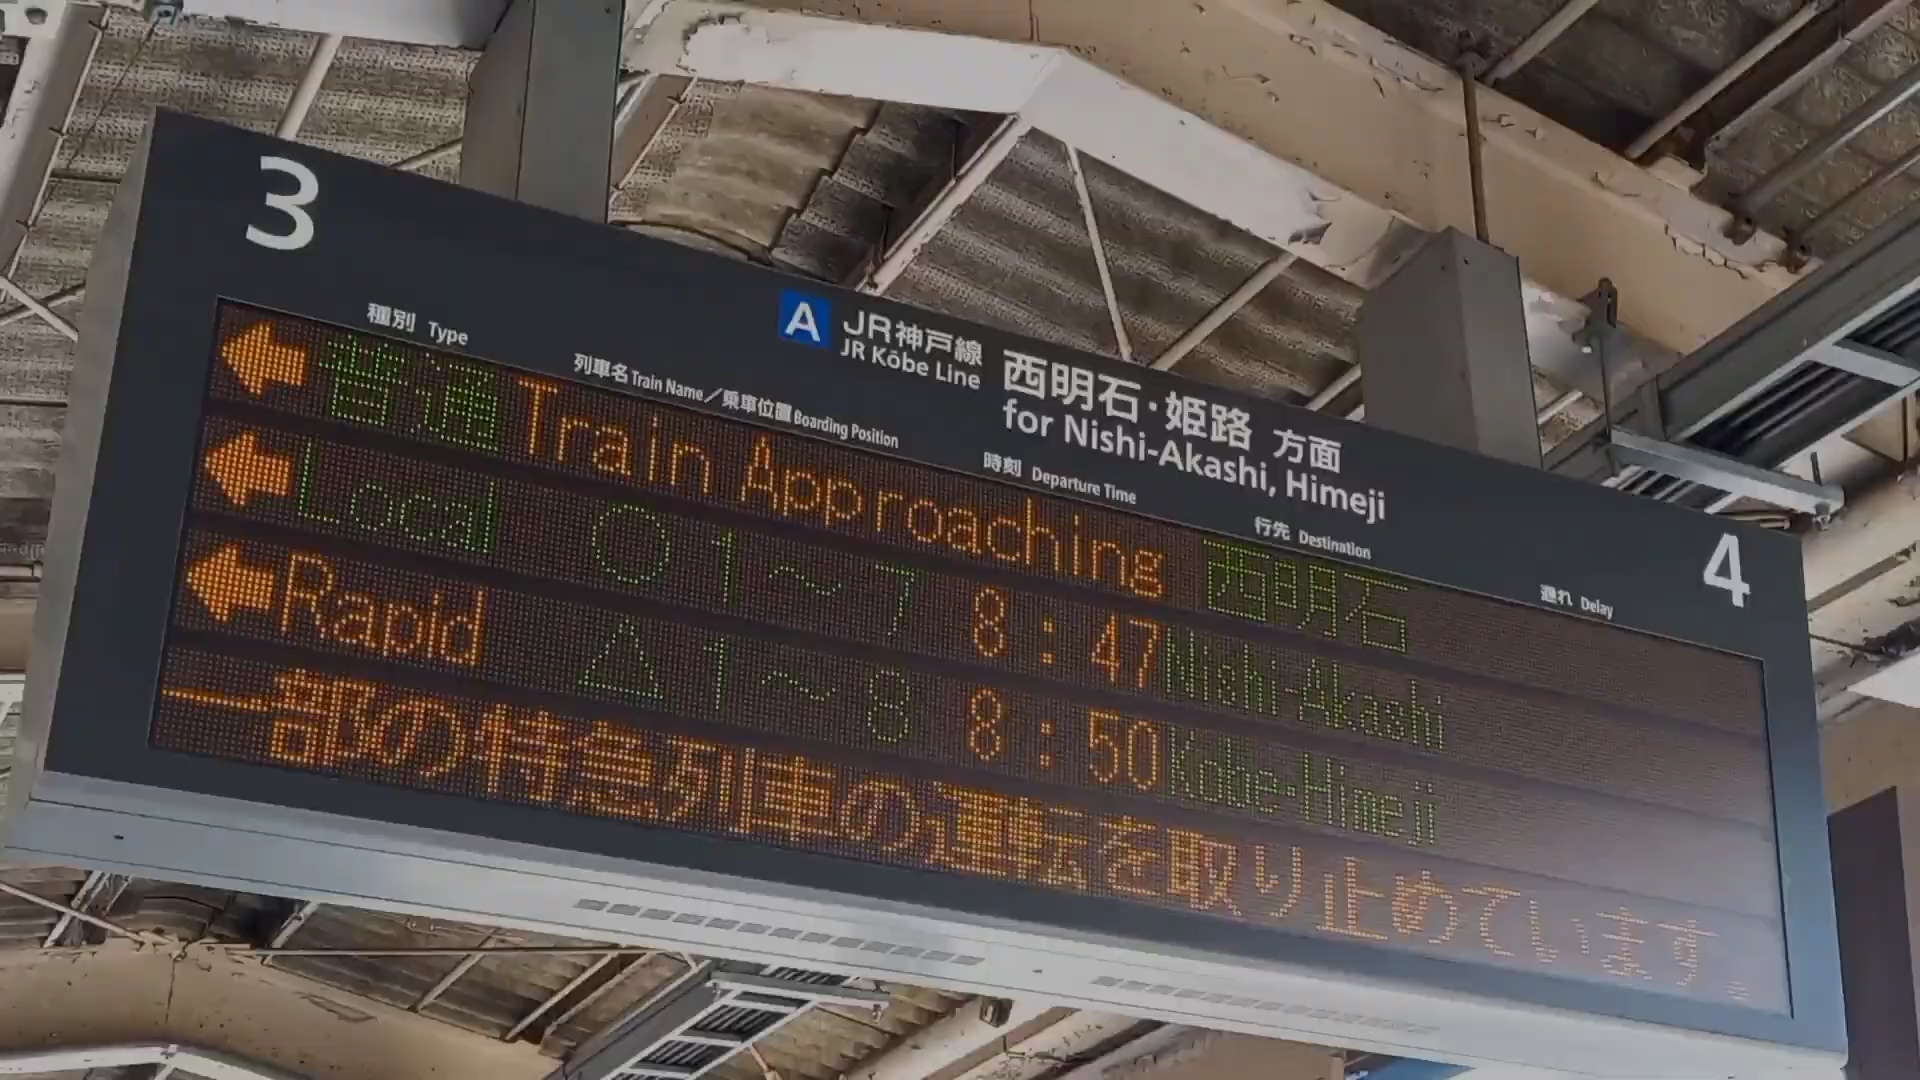 3
A JR神戸線 西明石・姫路 方面
JR Kōbe Line for Nishi-Akashi, Himeji
4
種別 Type 列車名 Train Name／乗車位置 Boarding Position 時刻 Departure Time 行先 Destination 遅れ Delay
←普通 Train Approaching 西明石
←Local ○1～7 8:47 Nishi-Akashi
←Rapid △1～8 8:50 Kobe・Himeji
一部の特急列車の運転を取り止めています。